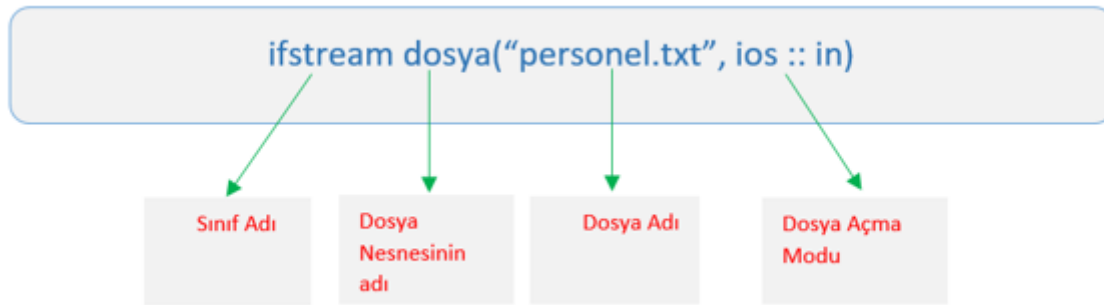 ifstream dosya(“personel.txt”, ios :: in)
Sınıf Adı
Dosya
Nesnesinin
adı
Dosya Adı
Dosya Açma
Modu